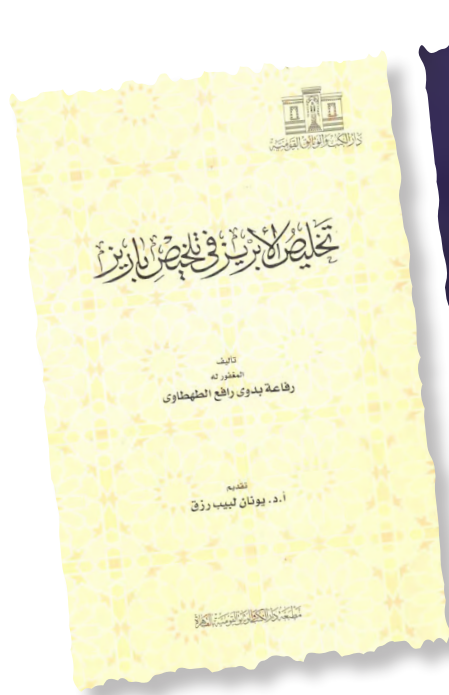 دار الكتب والوثائق القومية
تخليص الإبريز في تلخيص باريز
تأليف
المغفور له
رفاعة بدوى رافع الطهطاوى
تقديم
أ.د. يونان لبيب رزق
مطبعة دار الكتب والوثائق القومية بالقاهرة